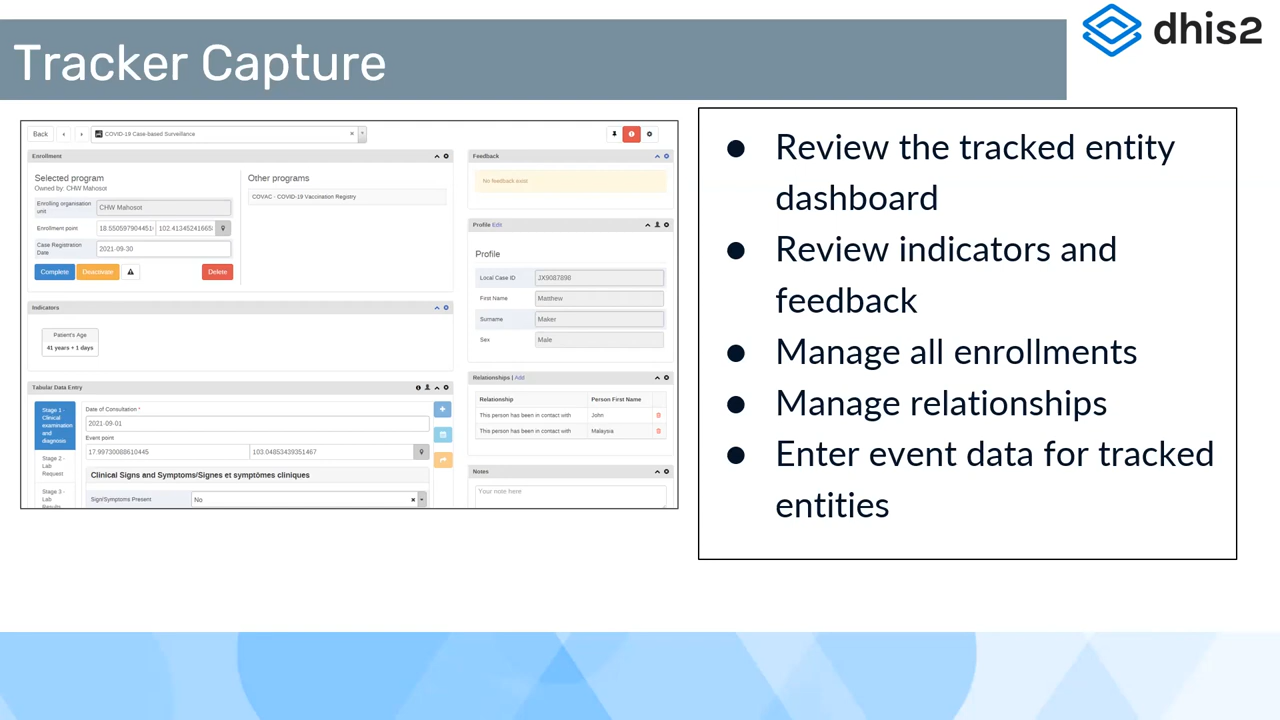 Tracker Capture
dhis2
Back
COVID-19 Case-based Surveillance
Enrollment
Selected program
Owned by: CHW Mahosot
Enrolling organisation
unit
CHW Mahosot
Enrollment point
102.41345241665
Case Registration
Date
2021-09-30
Complete
Deactivate
Delete
Other programs
COVAC - COVID-19 Vaccination Registry
Indicators
Patient's Age
41 years + 1 days
Tabular Data Entry
Stage 1 -
Clinical
examination
and
diagnosis
Stage 2 -
Lab
Request
Stage 3 -
Lab
Results
Date of Consultation *
2021-09-01
Event point
17.99730088610445
103.04853439351467
Clinical Signs and Symptoms/Signes et symptômes cliniques
Sign/Symptoms Present
No
Feedback
No feedback exist
Profile Edit
Profile
Local Case ID
JX9087898
First Name
Matthew
Surname
Maker
Sex
Male
Relationships | Add
Relationship Person First Name
This person has been in contact with John
This person has been in contact with Malaysia
Notes
Your note here
● Review the tracked entity
dashboard
● Review indicators and
feedback
● Manage all enrollments
● Manage relationships
● Enter event data for tracked
entities